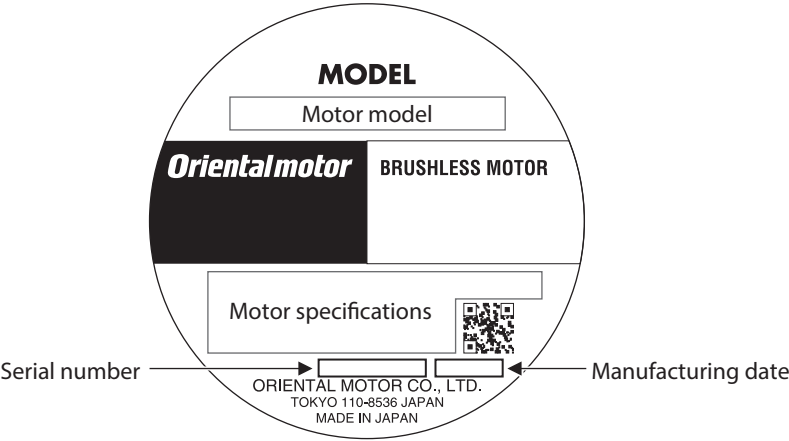 MODEL
Motor model
Orientalmotor BRUSHLESS MOTOR
Motor specifications
Serial number
Manufacturing date
ORIENTAL MOTOR CO., LTD.
TOKYO 110-8536 JAPAN
MADE IN JAPAN